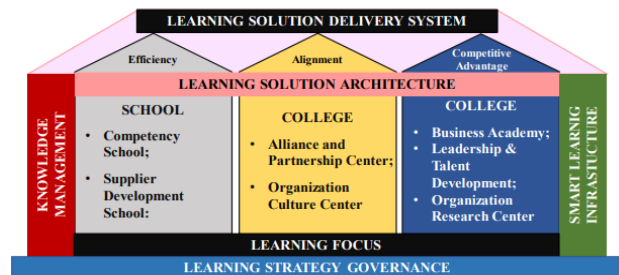 LEARNING SOLUTION DELIVERY SYSTEM
Efficiency
Alignment
Competitive
Advantage
LEARNING SOLUTION ARCHITECTURE
KNOWLEDGE
MANAGEMENT
SCHOOL
• Competency
School;
• Supplier
Development
School:
COLLEGE
• Alliance and
Partnership Center;
• Organization
Culture Center
COLLEGE
• Business Academy;
• Leadership &
Talent
Development;
• Organization
Research Center
SMART LEARNIG
INFRASTUCTURE
LEARNING FOCUS
LEARNING STRATEGY GOVERNANCE